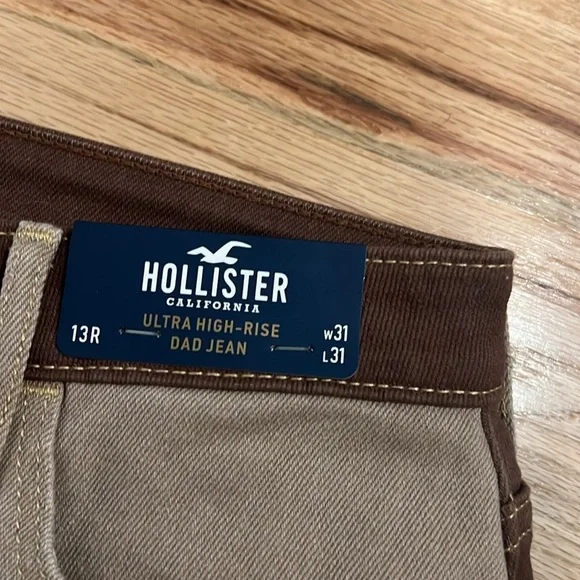 HOLLISTER
CALIFORNIA
ULTRA HIGH-RISE
DAD JEAN
13R
W31
L31